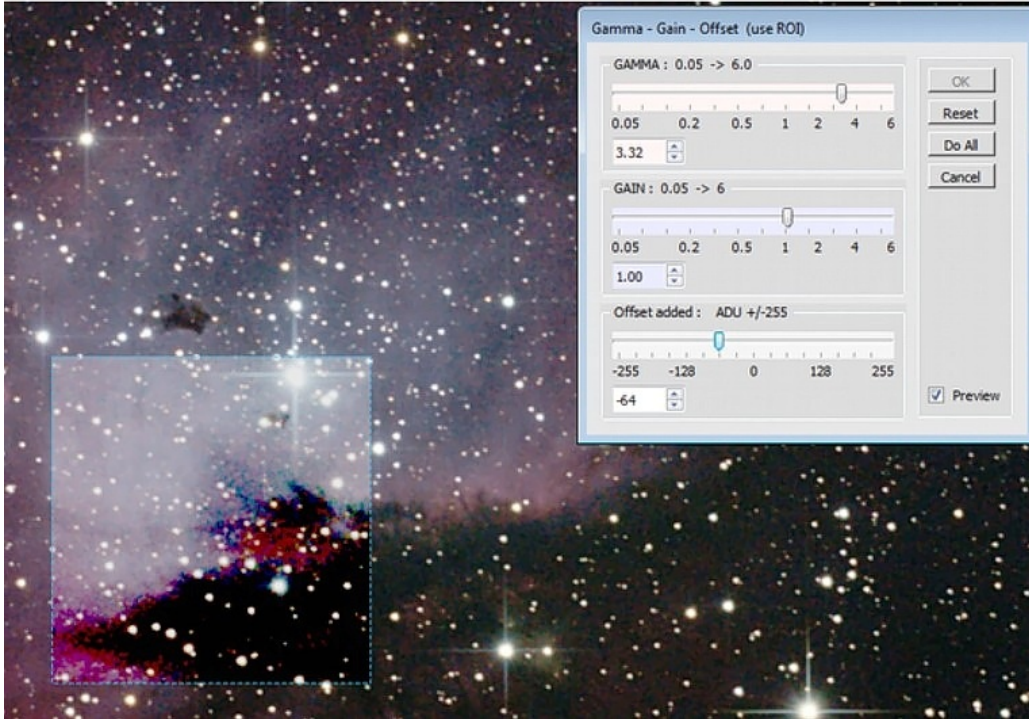 Gamma - Gain - Offset (use ROI)
GAMMA : 0.05 -> 6.0
0.05 0.2 0.5 1 2 4 6
3.32
GAIN : 0.05 -> 6
0.05 0.2 0.5 1 2 4 6
1.00
Offset added : ADU +/-255
-255 -128 0 128 255
-64
OK
Reset
Do All
Cancel
Preview